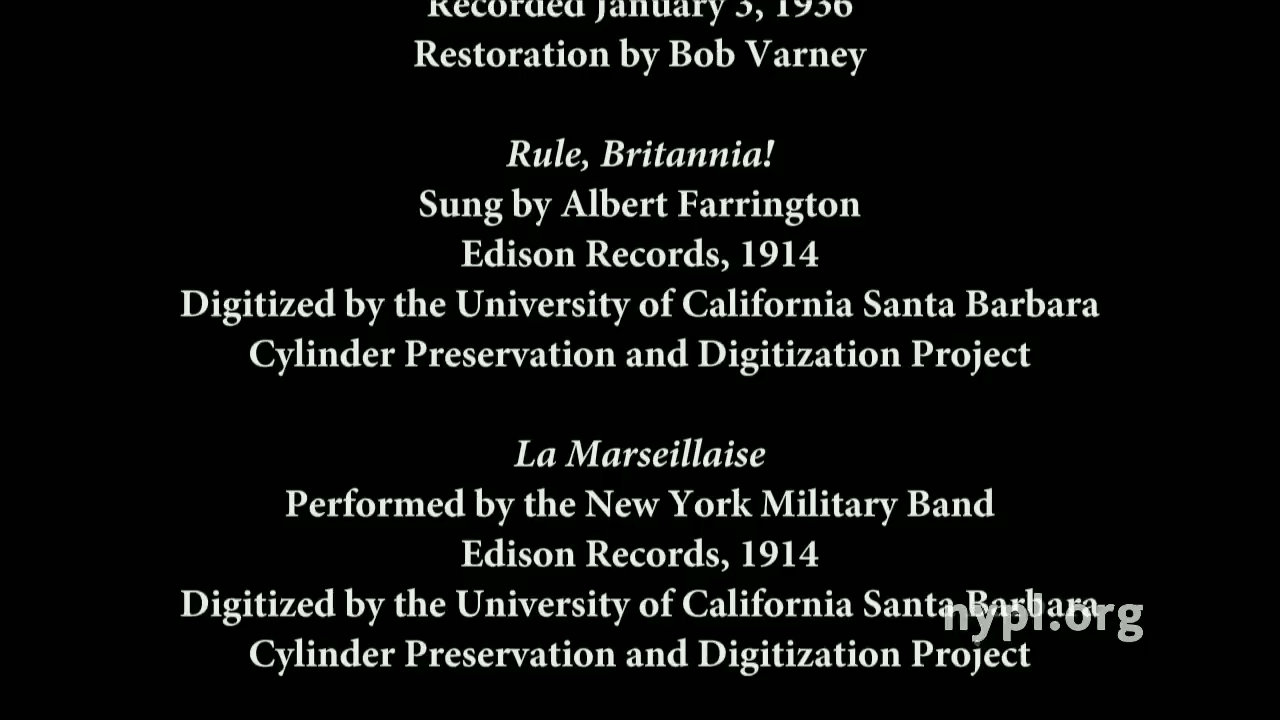 Recorded January 3, 1936
Restoration by Bob Varney
Rule, Britannia!
Sung by Albert Farrington
Edison Records, 1914
Digitized by the University of California Santa Barbara
Cylinder Preservation and Digitization Project
La Marseillaise
Performed by the New York Military Band
Edison Records, 1914
Digitized by the University of California Santa Barbara
nypl.org
Cylinder Preservation and Digitization Project